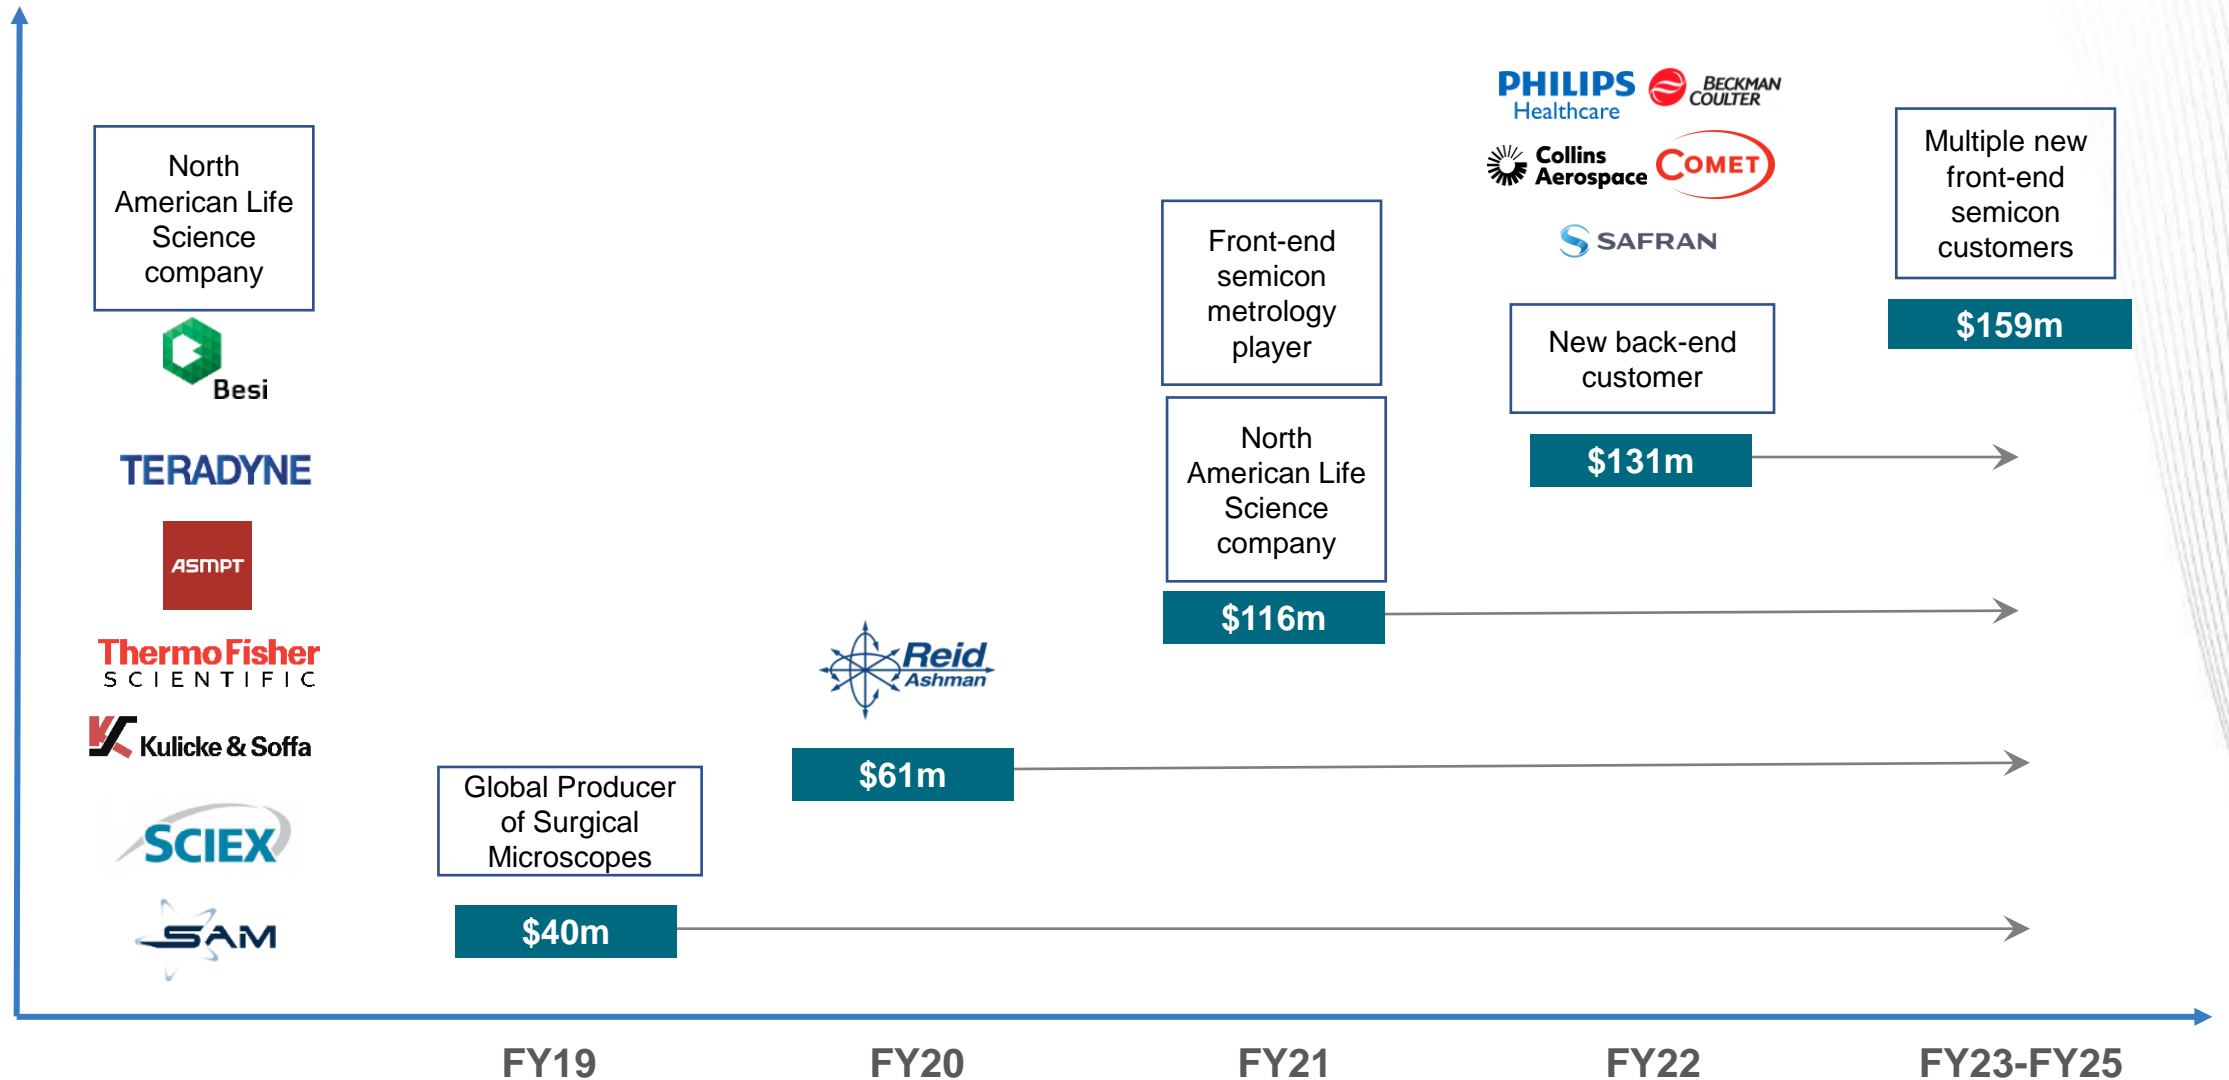 North
American Life
Science
company
Besi
TERADYNE
ASMPT
ThermoFisher
SCIENTIFIC
Kulicke & Soffa
SCIEX
SAM
Global Producer
of Surgical
Microscopes
$40m
Reid
Ashman
$61m
Front-end
semicon
metrology
player
North
American Life
Science
company
$116m
PHILIPS
Healthcare
BECKMAN
COULTER
Collins
Aerospace
COMET
SAFRAN
New back-end
customer
$131m
Multiple new
front-end
semicon
customers
$159m
FY19
FY20
FY21
FY22
FY23-FY25